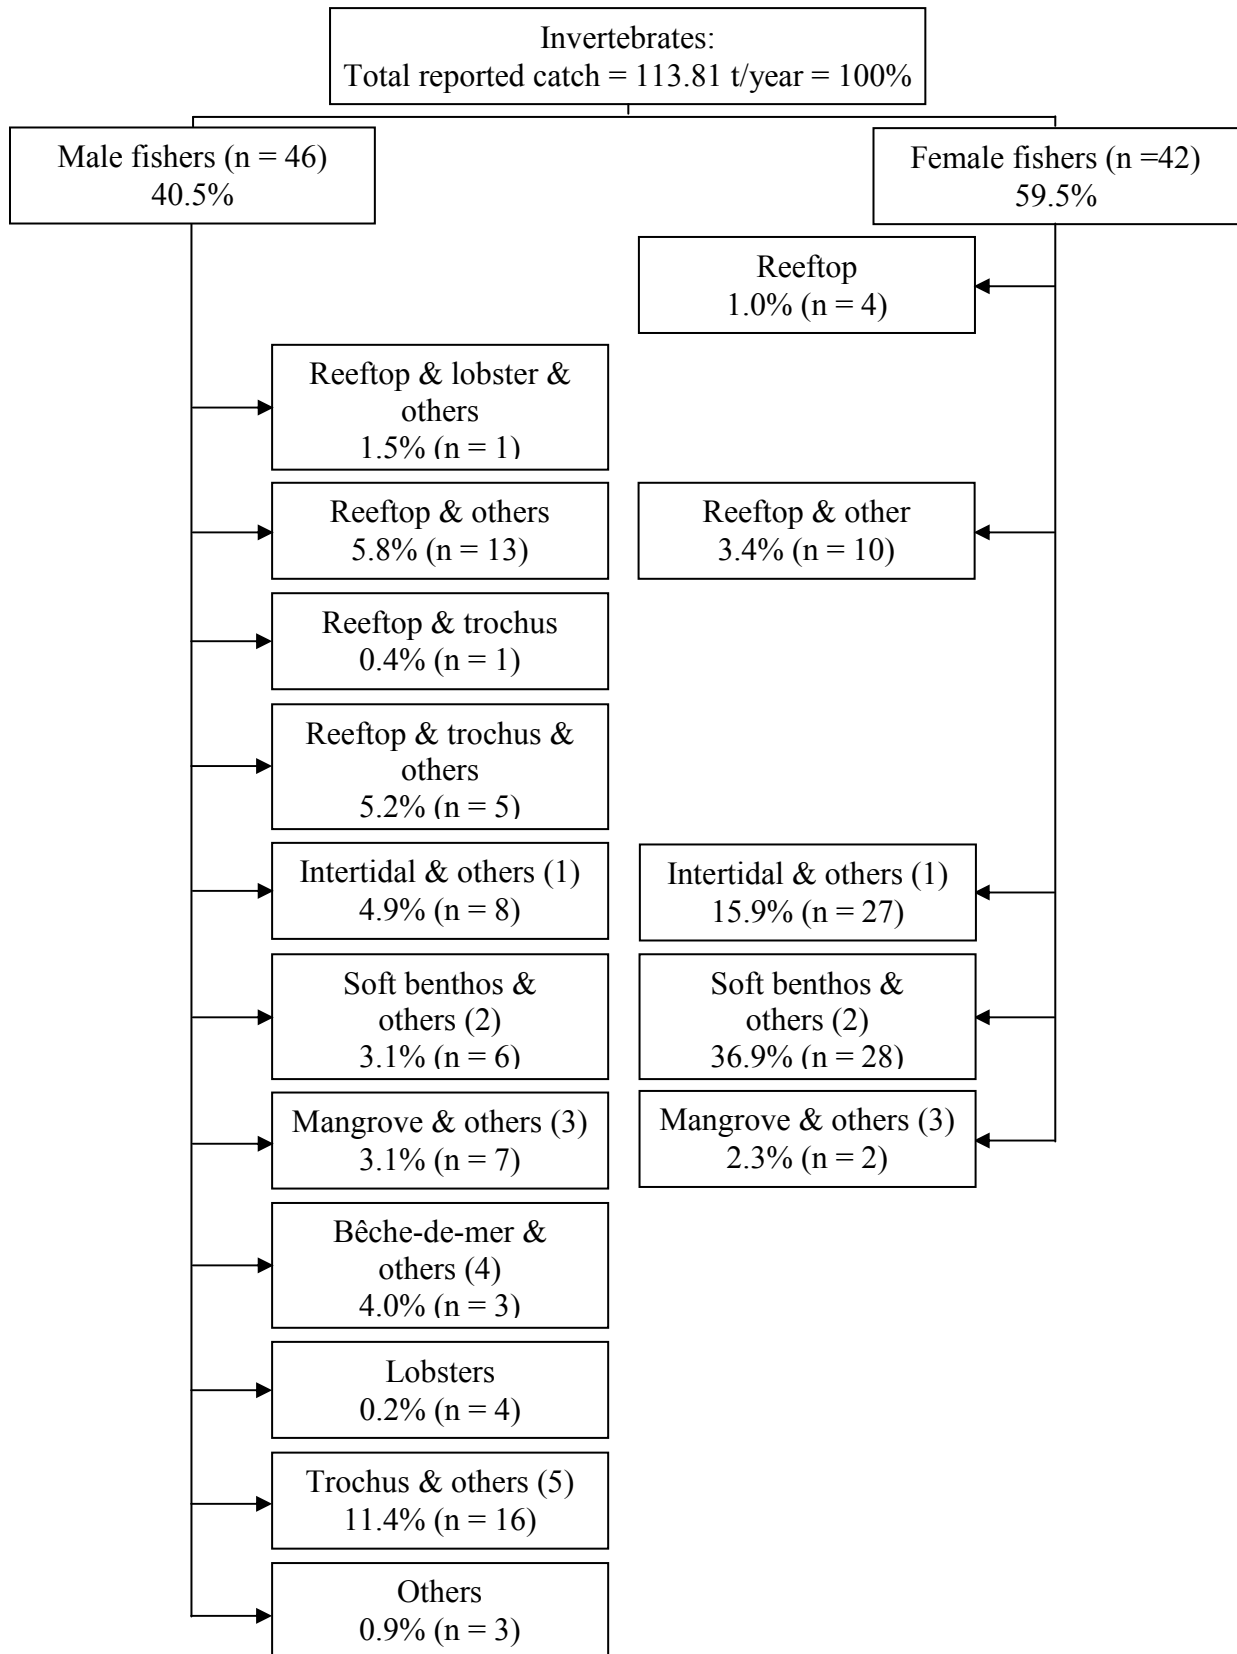 Invertebrates:
Total reported catch = 113.81 t/year = 100%
Male fishers (n = 46)
40.5%
Female fishers (n =42)
59.5%
Reeftop
1.0% (n = 4)
Reeftop & lobster &
others
1.5% (n = 1)
Reeftop & others
5.8% (n = 13)
Reeftop & other
3.4% (n = 10)
Reeftop & trochus
0.4% (n = 1)
Reeftop & trochus &
others
5.2% (n = 5)
Intertidal & others (1)
4.9% (n = 8)
Intertidal & others (1)
15.9% (n = 27)
Soft benthos &
others (2)
3.1% (n = 6)
Soft benthos &
others (2)
36.9% (n = 28)
Mangrove & others (3)
3.1% (n = 7)
Mangrove & others (3)
2.3% (n = 2)
Bêche-de-mer &
others (4)
4.0% (n = 3)
Lobsters
0.2% (n = 4)
Trochus & others (5)
11.4% (n = 16)
Others
0.9% (n = 3)